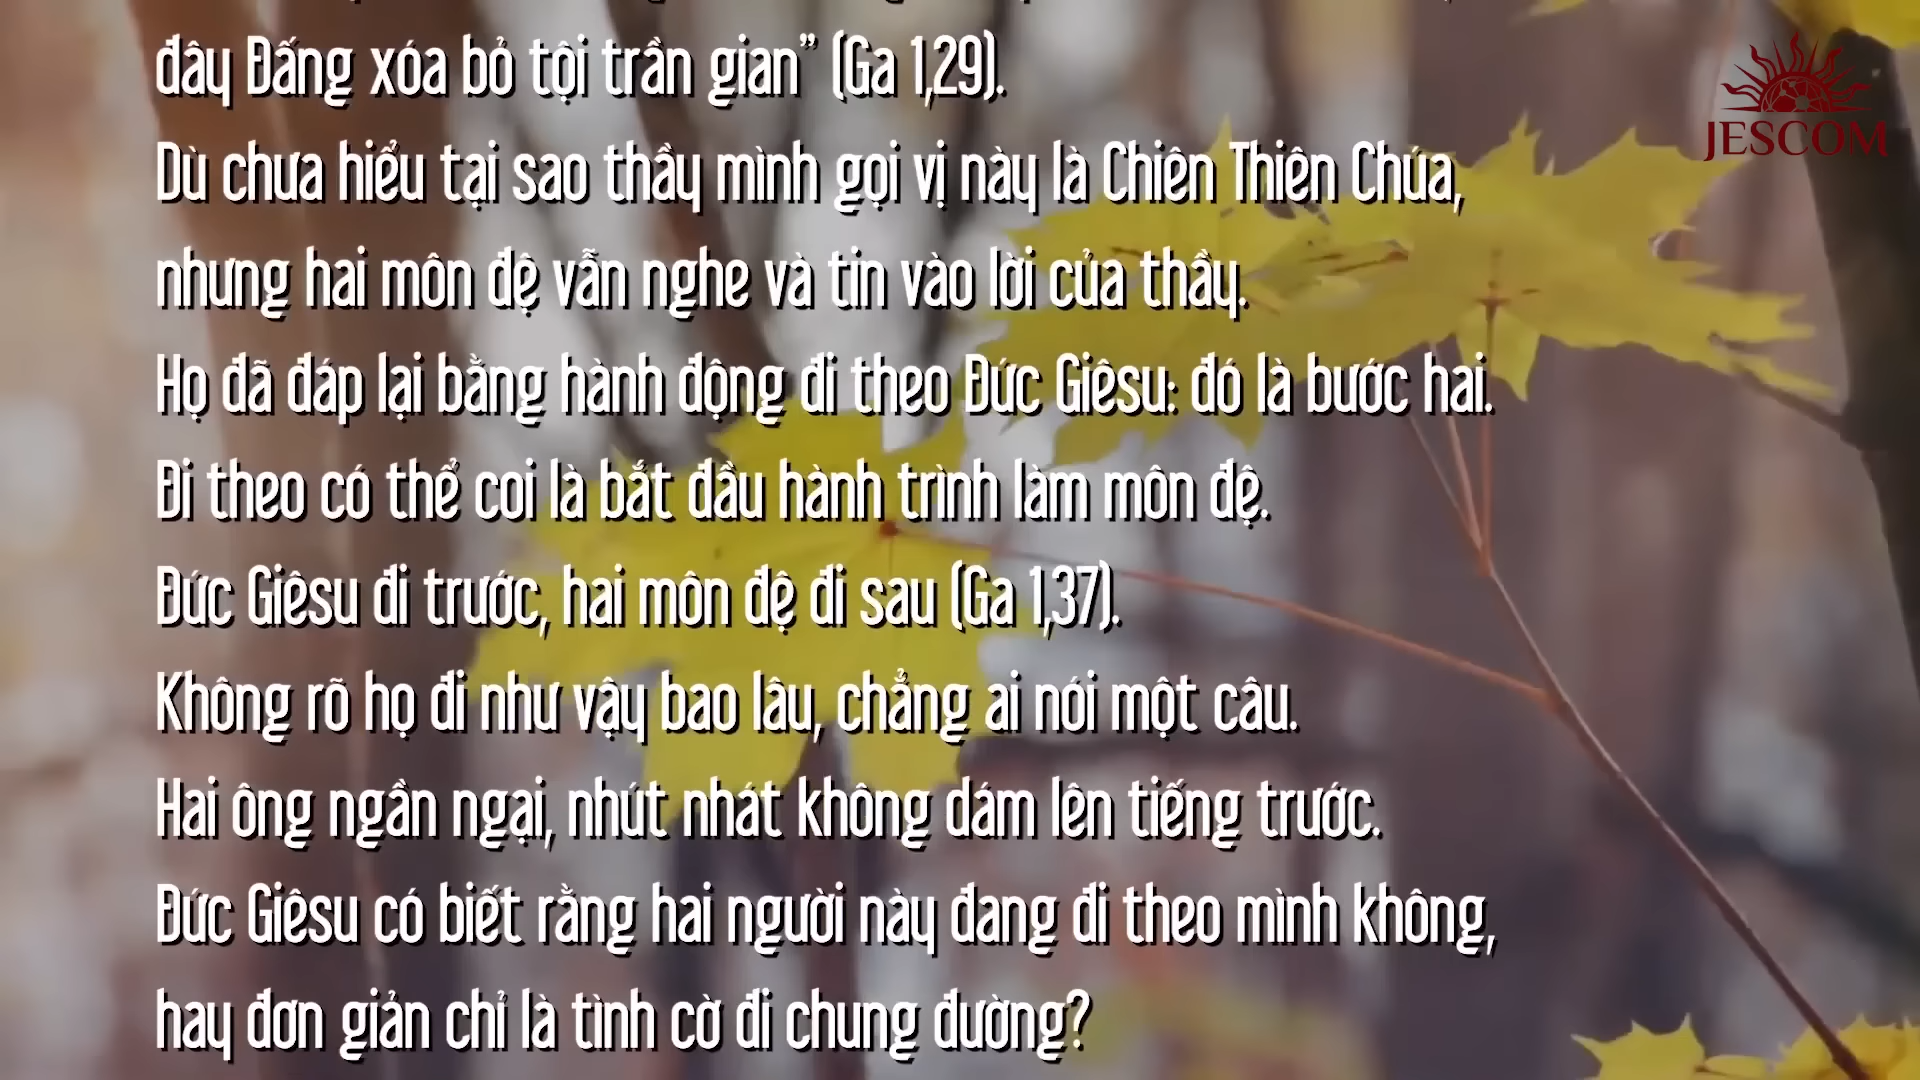 đây Đấng xóa bỏ tội trần gian” (Ga 1,29).
JESCOM
Dù chưa hiểu tại sao thầy mình gọi vị này là Chiên Thiên Chúa,
nhưng hai môn đệ vẫn nghe và tin vào lời của thầy.
Họ đã đáp lại bằng hành động đi theo Đức Giêsu: đó là bước hai.
Đi theo có thể coi là bắt đầu hành trình làm môn đệ.
Đức Giêsu đi trước, hai môn đệ đi sau (Ga 1,37).
Không rõ họ đi như vậy bao lâu, chẳng ai nói một câu.
Hai ông ngần ngại, nhút nhát không dám lên tiếng trước.
Đức Giêsu có biết rằng hai người này đang đi theo mình không,
hay đơn giản chỉ là tình cờ đi chung đường?